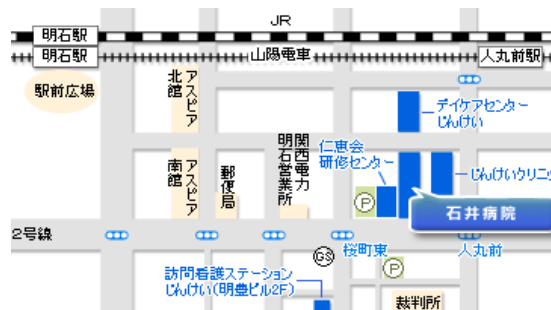 JR
明石駅
明石駅
山陽電車
人丸前駅
駅前広場
アスピア
北館
デイケアセンター
じんけい
仁恵会
研修センター
関西電力
明石営業所
アスピア
南館
郵便局
じんけいクリニッ
P
石井病院
2号線
桜町東
人丸前
GS
P
訪問看護ステーション
じんけい(明豊ビル2F)
裁判所